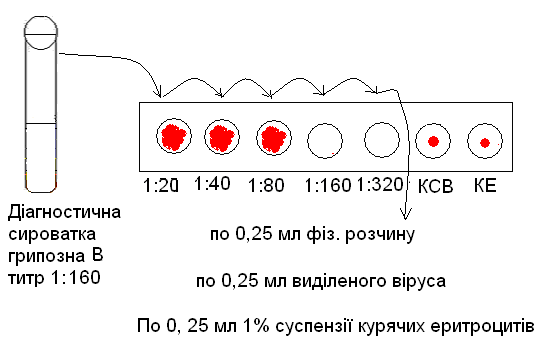 1:20 1:40 1:80 1:160 1:320 КСВ КЕ
Діагностична
сироватка
грипозна В
титр 1:160
по 0,25 мл фіз. розчину
по 0,25 мл виділеного віруса
По 0, 25 мл 1% суспензії курячих еритроцитів